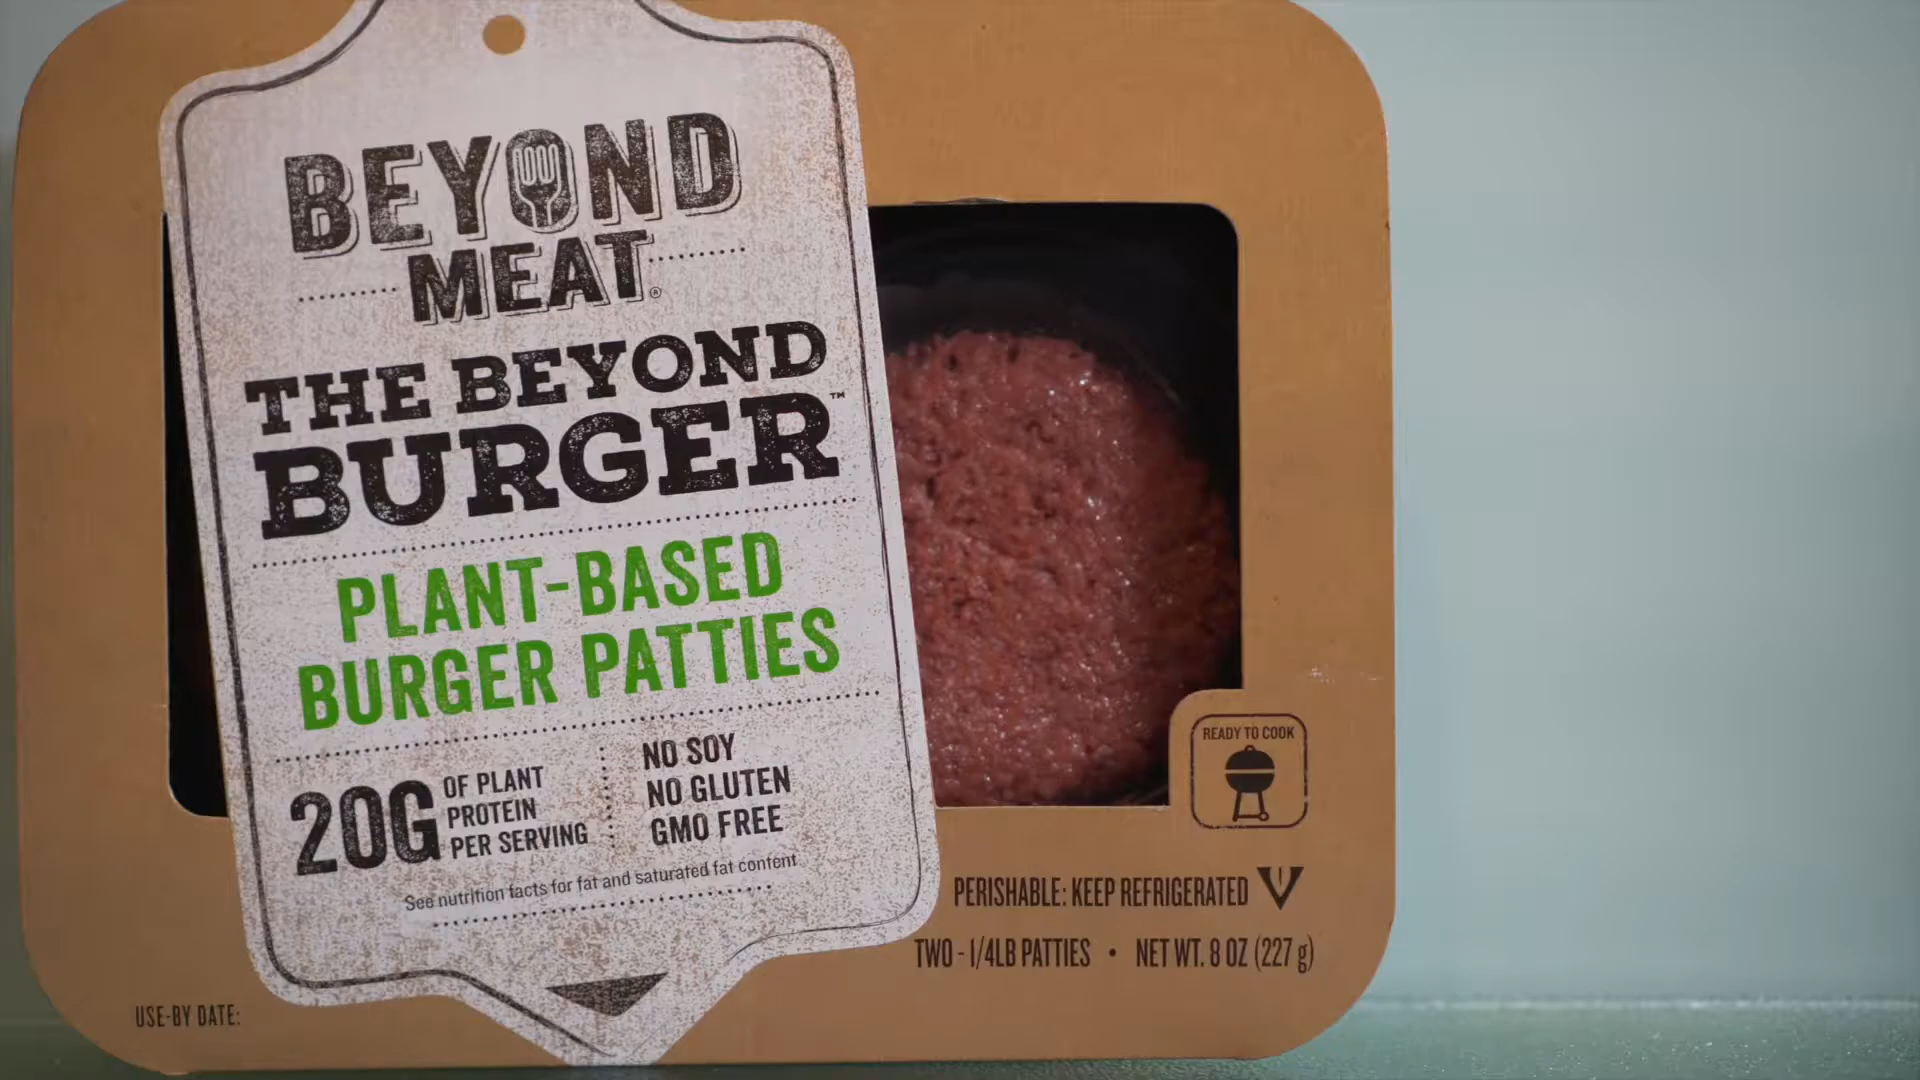 BEYOND
MEAT®
THE BEYOND
BURGER™
PLANT-BASED
BURGER PATTIES
20G OF PLANT
PROTEIN
PER SERVING
NO SOY
NO GLUTEN
GMO FREE
See nutrition facts for fat and saturated fat content
READY TO COOK
PERISHABLE: KEEP REFRIGERATED V
TWO - 1/4LB PATTIES • NET WT. 8 OZ (227 g)
USE-BY DATE: